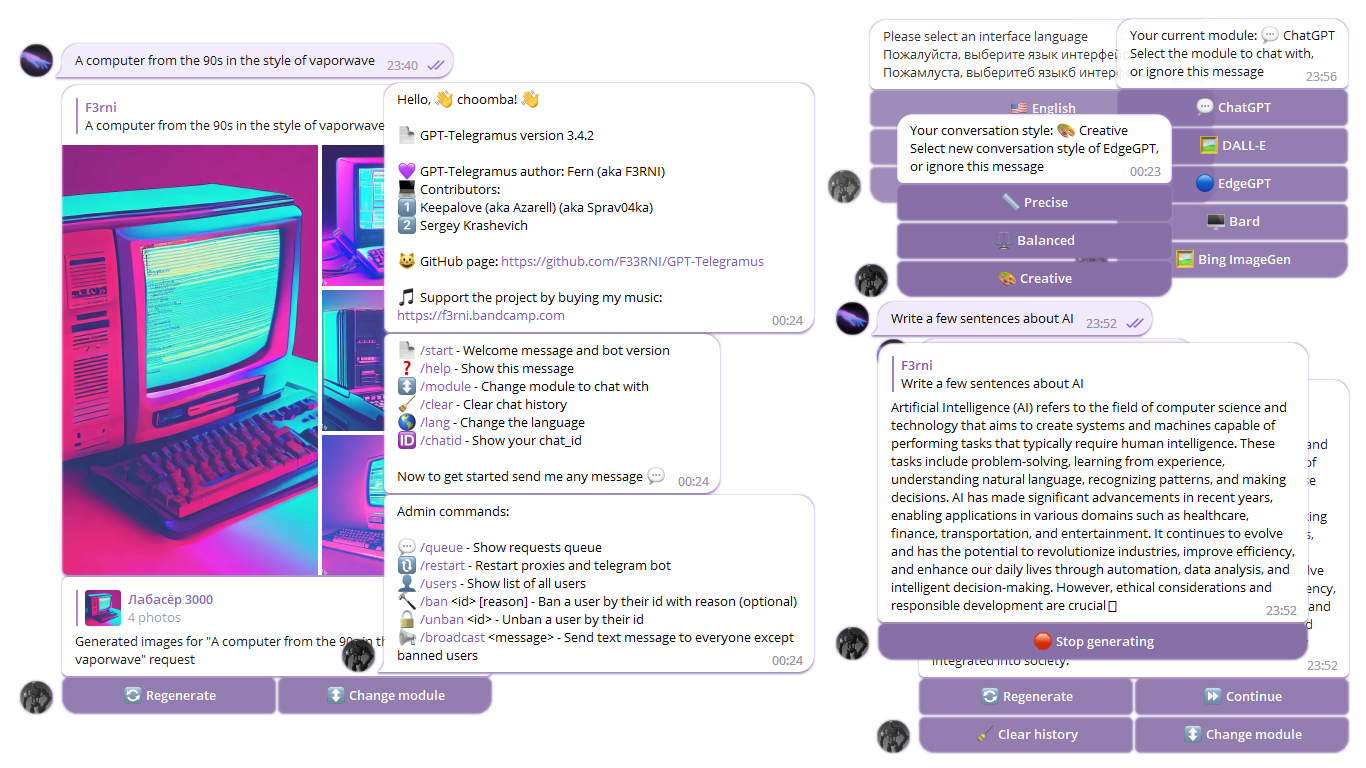 A computer from the 90s in the style of vaporwave 23:40
F3rni
A computer from the 90s in the style of vaporwave
Лабасёр 3000
4 photos
Generated images for "A computer from the 90s in th
vaporwave" request
Regenerate
Change module
Hello, 👋 choomba! 👋
GPT-Telegramus version 3.4.2
GPT-Telegramus author: Fern (aka F3RNI)
Contributors:
1 Keepalove (aka Azarell) (aka Sprav04ka)
2 Sergey Krashevich
GitHub page: https://github.com/F33RNI/GPT-Telegramus
Support the project by buying my music:
https://f3rni.bandcamp.com
00:24
/start - Welcome message and bot version
/help - Show this message
/module - Change module to chat with
/clear - Clear chat history
/lang - Change the language
ID /chatid - Show your chat_id
Now to get started send me any message 00:24
Admin commands:
/queue - Show requests queue
/restart - Restart proxies and telegram bot
/users - Show list of all users
/ban <id> [reason] - Ban a user by their id with reason (optional)
/unban <id> - Unban a user by their id
/broadcast <message> - Send text message to everyone except
banned users
00:24
Please select an interface language
Пожалуйста, выберите язык интерфей
Пожамлуста, выберитеб языкб интерф
English
Your current module: ChatGPT
Select the module to chat with,
or ignore this message
23:56
ChatGPT
DALL-E
EdgeGPT
Bard
Bing ImageGen
Your conversation style: Creative
Select new conversation style of EdgeGPT,
or ignore this message
00:23
Precise
Balanced
Creative
Write a few sentences about AI 23:52
F3rni
Write a few sentences about AI
Artificial Intelligence (AI) refers to the field of computer science and
technology that aims to create systems and machines capable of
performing tasks that typically require human intelligence. These
tasks include problem-solving, learning from experience,
understanding natural language, recognizing patterns, and making
decisions. AI has made significant advancements in recent years,
enabling applications in various domains such as healthcare,
finance, transportation, and entertainment. It continues to evolve
and has the potential to revolutionize industries, improve efficiency,
and enhance our daily lives through automation, data analysis, and
intelligent decision-making. However, ethical considerations and
responsible development are crucial
23:52
Stop generating
integrated into society.
23:52
Regenerate
Continue
Clear history
Change module